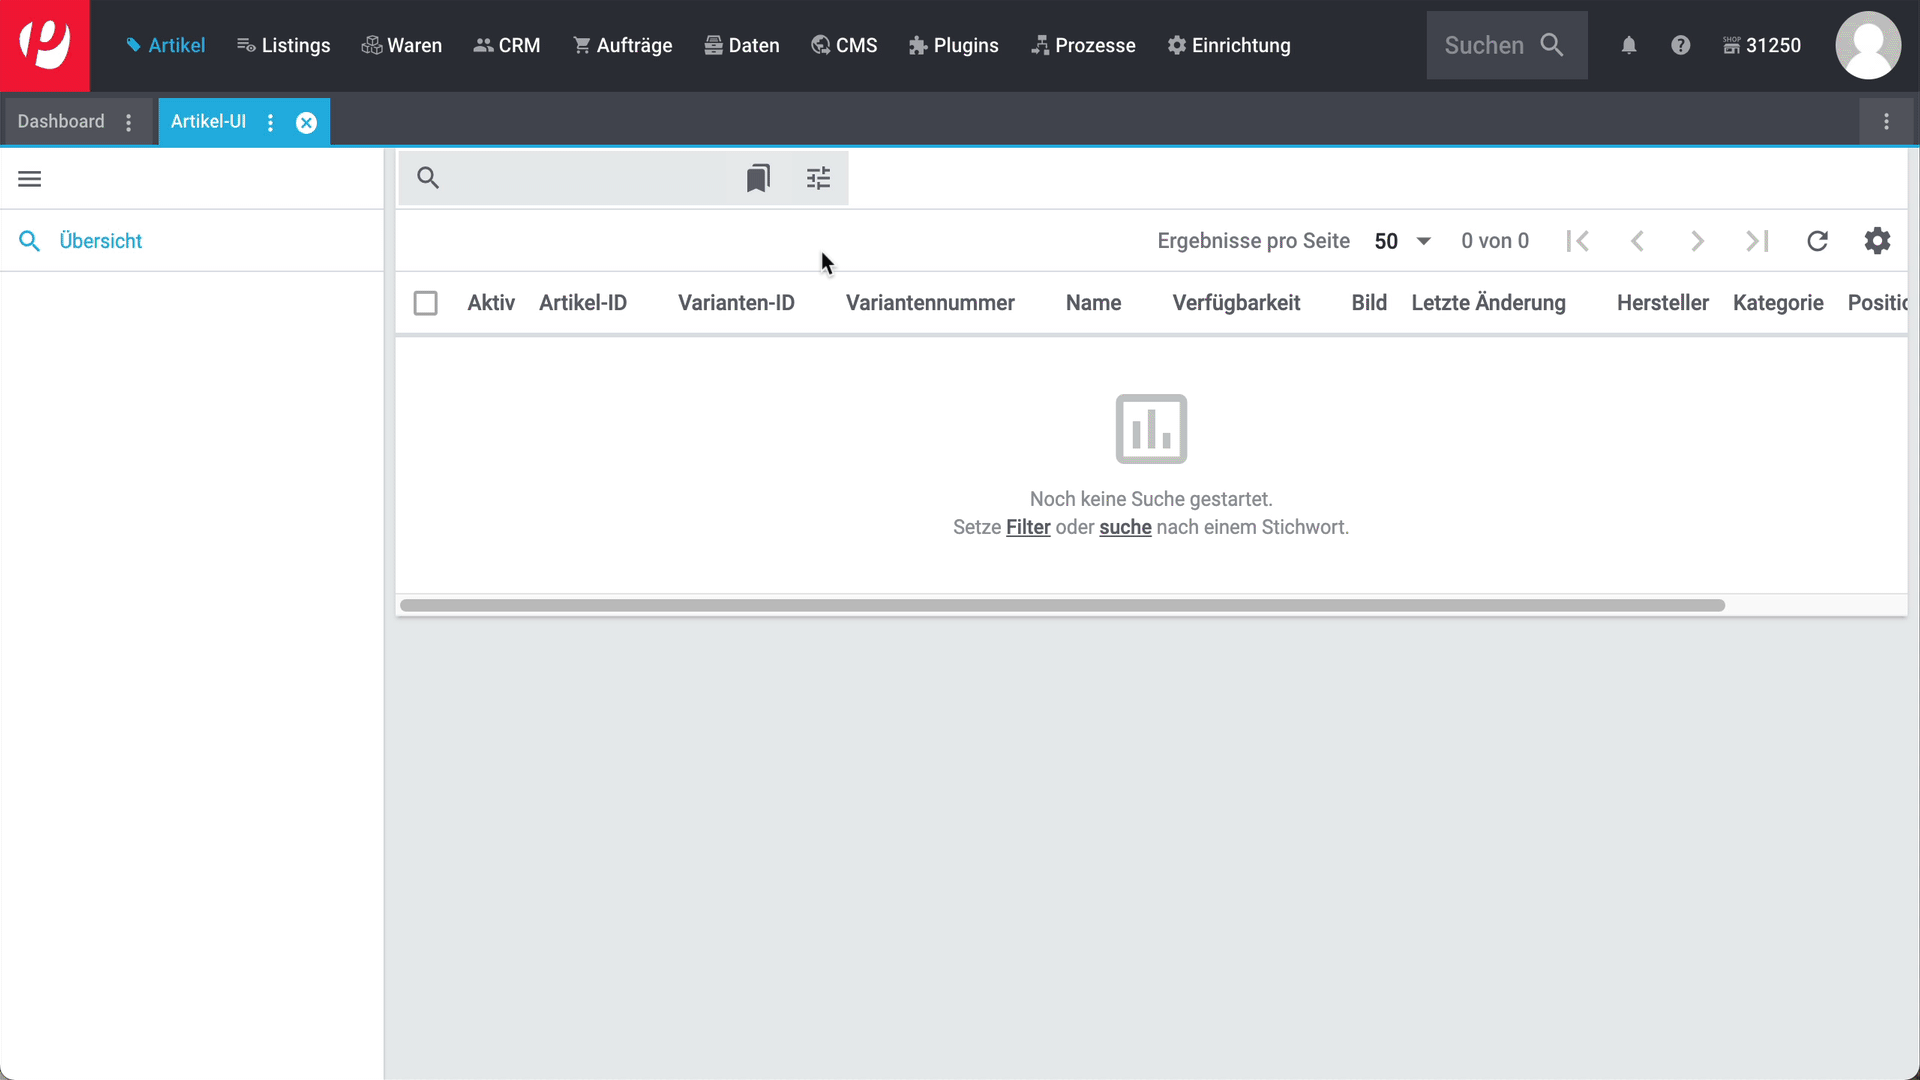 Artikel Listings Waren CRM Aufträge Daten CMS Plugins Prozesse Einrichtung Suchen SHOP 31250
Dashboard Artikel-UI
Übersicht
Ergebnisse pro Seite 50 0 von 0
Aktiv Artikel-ID Varianten-ID Variantennummer Name Verfügbarkeit Bild Letzte Änderung Hersteller Kategorie Positio
Noch keine Suche gestartet.
Setze Filter oder suche nach einem Stichwort.